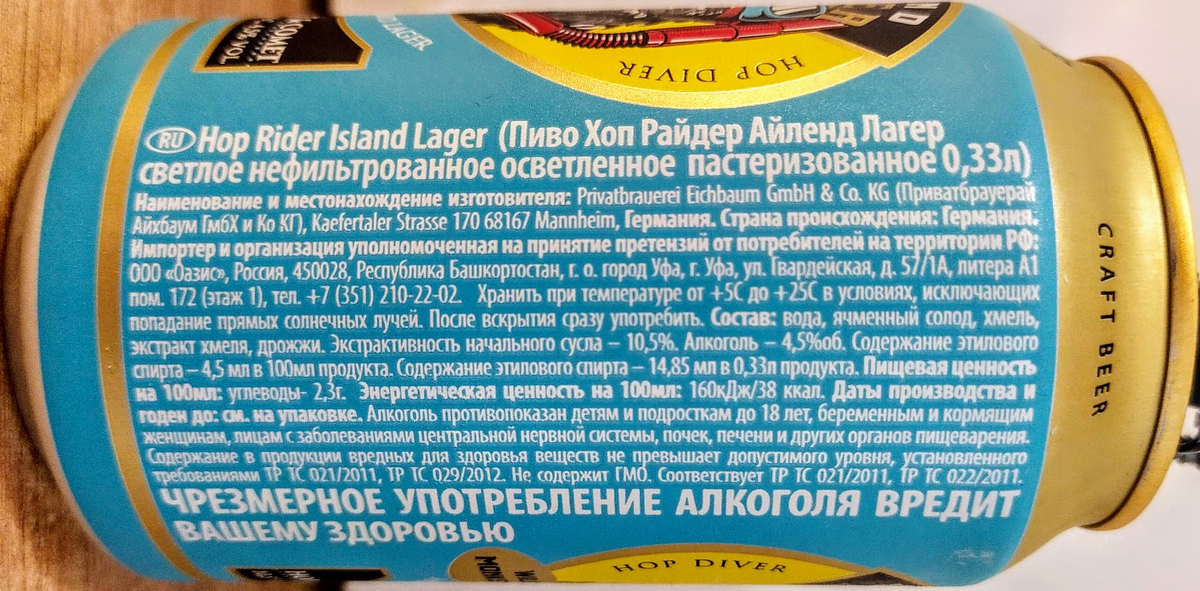 COMET
HOP DIVER
RU Hop Rider Island Lager (Пиво Хоп Райдер Айленд Лагер
светлое нефильтрованное осветленное пастеризованное 0,33л)
Наименование и местонахождение изготовителя: Privatbrauerei Eichbaum GmbH & Co. KG (Приватбрауерай
Айхбаум ГмбХ и Ко КГ), Kaefertaler Strasse 170 68167 Mannheim, Германия. Страна происхождения: Германия.
Импортер и организация уполномоченная на принятие претензий от потребителей на территории РФ:
ООО «Оазис», Россия, 450028, Республика Башкортостан, г. о. город Уфа, г. Уфа, ул. Гвардейская, д. 57/1А, литера А1
пом. 172 (этаж 1), тел. +7 (351) 210-22-02. Хранить при температуре от +5С до +25С в условиях, исключающих
попадание прямых солнечных лучей. После вскрытия сразу употребить. Состав: вода, ячменный солод, хмель,
экстракт хмеля, дрожжи. Экстрактивность начального сусла – 10,5%. Алкоголь – 4,5%об. Содержание этилового
спирта – 4,5 мл в 100мл продукта. Содержание этилового спирта – 14,85 мл в 0,33л продукта. Пищевая ценность
на 100мл: углеводы- 2,3г. Энергетическая ценность на 100мл: 160кДж/38 ккал. Даты производства и
годен до: см. на упаковке. Алкоголь противопоказан детям и подросткам до 18 лет, беременным и кормящим
женщинам, лицам с заболеваниями центральной нервной системы, почек, печени и других органов пищеварения.
Содержание в продукции вредных для здоровья веществ не превышает допустимого уровня, установленного
требованиями ТР ТС 021/2011, ТР ТС 029/2012. Не содержит ГМО. Соответствует ТР ТС 021/2011, ТР ТС 022/2011.
ЧРЕЗМЕРНОЕ УПОТРЕБЛЕНИЕ АЛКОГОЛЯ ВРЕДИТ
ВАШЕМУ ЗДОРОВЬЮ
HOP DIVER
CRAFT BEER